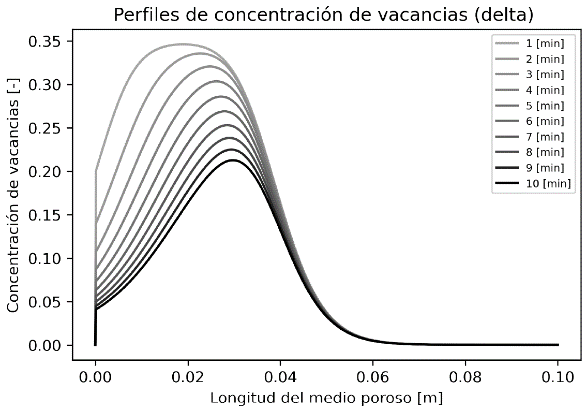 Perfiles de concentración de vacancias (delta)
Concentración de vacancias [-]
0.35
0.30
0.25
0.20
0.15
0.10
0.05
0.00
1 [min]
2 [min]
3 [min]
4 [min]
5 [min]
6 [min]
7 [min]
8 [min]
9 [min]
10 [min]
0.00 0.02 0.04 0.06 0.08 0.10
Longitud del medio poroso [m]